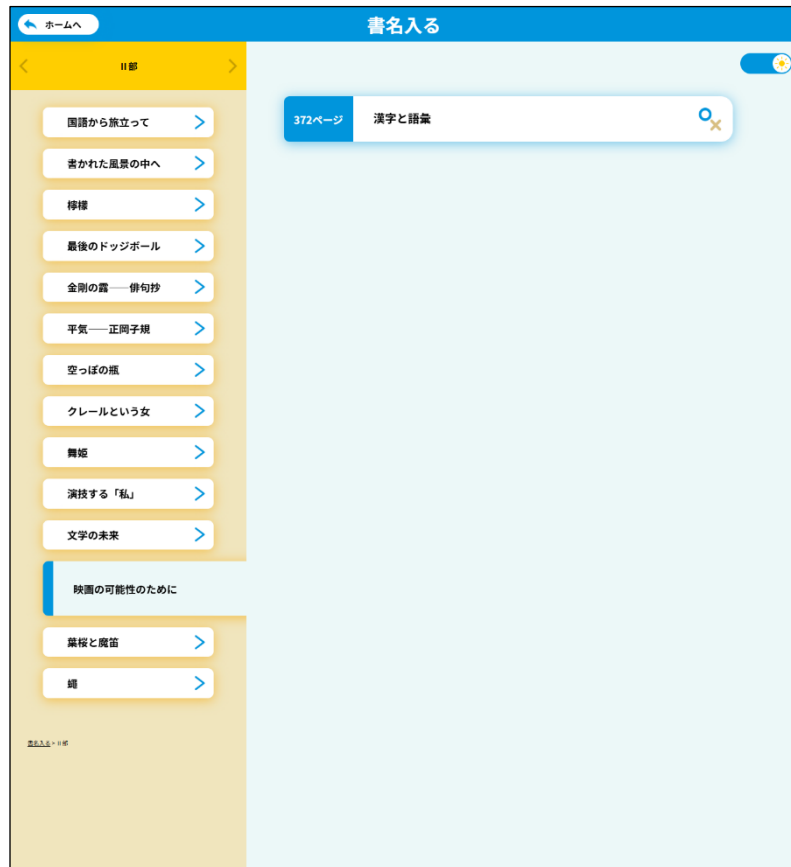 ホームへ
書名入る
II部
国語から旅立って
書かれた風景の中へ
檸檬
最後のドッジボール
金剛の露──俳句抄
平気──正岡子規
空っぽの瓶
クレールという女
舞姫
演技する「私」
文学の未来
映画の可能性のために
葉桜と魔笛
蠅
書名入る > II部
372ページ
漢字と語彙